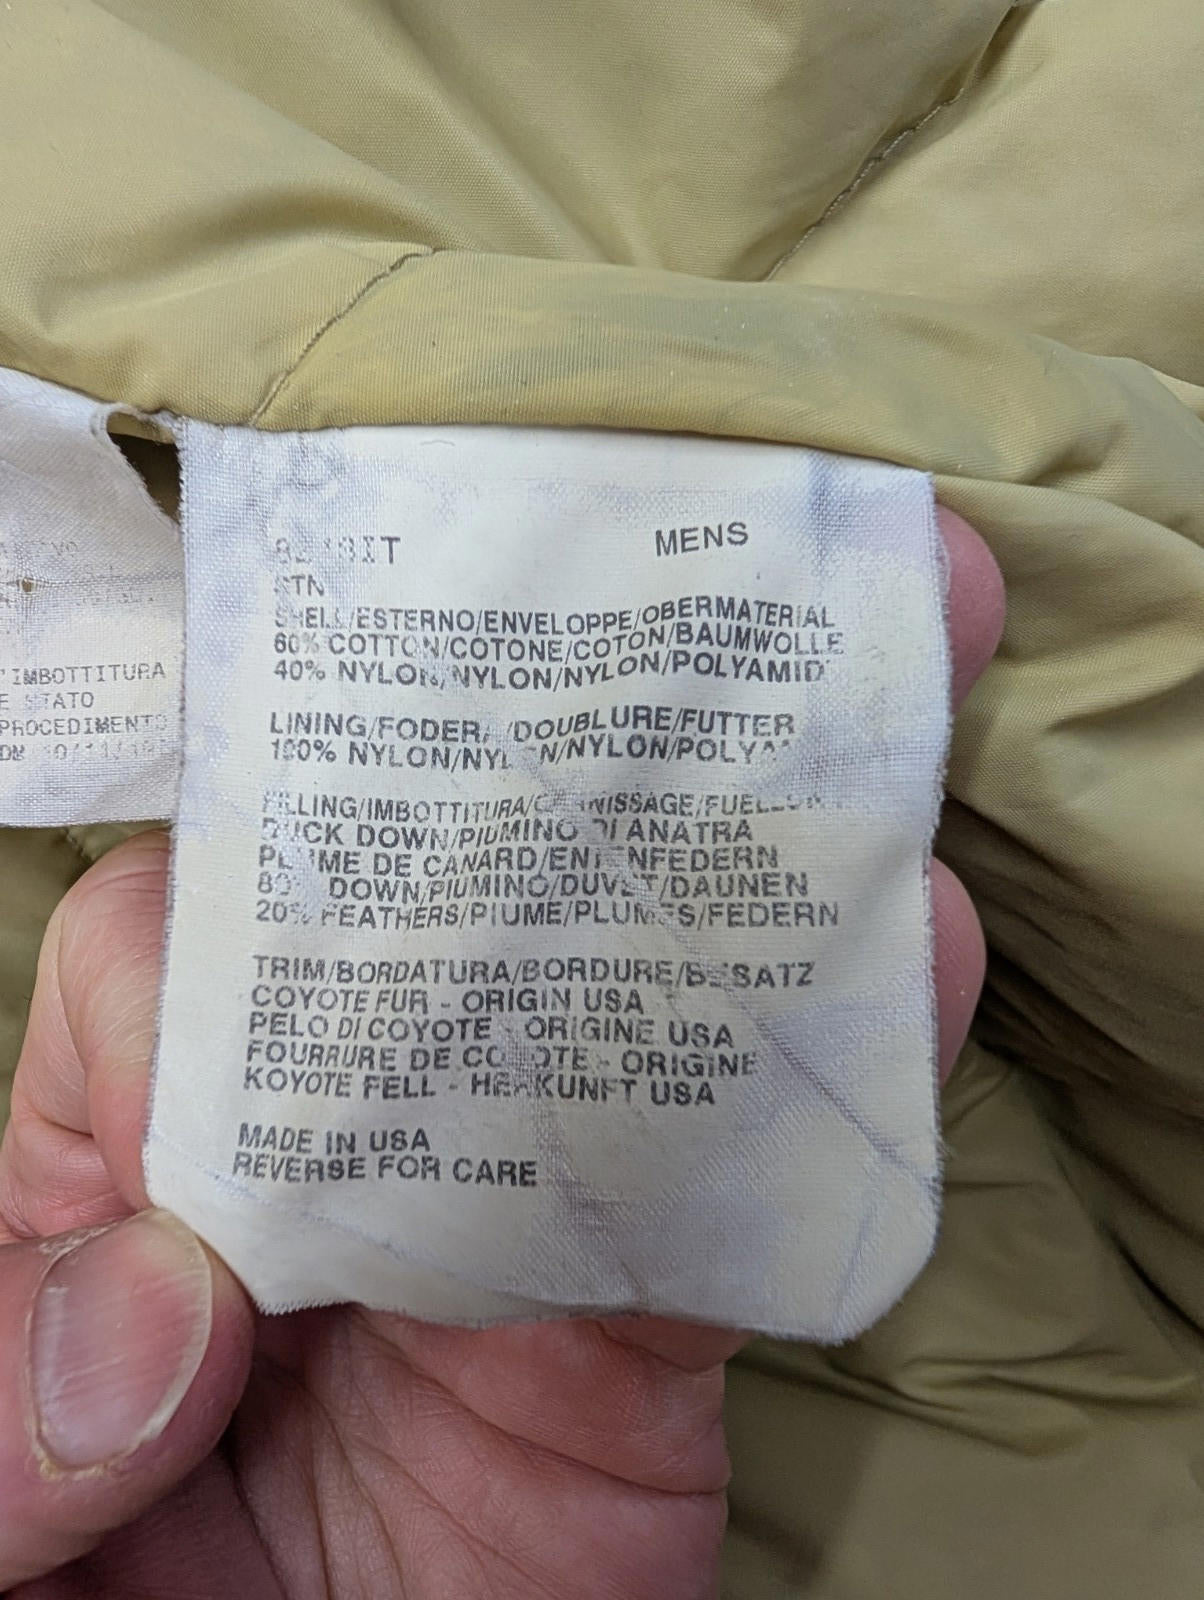 MENS
STN
SHELL/ESTERNO/ENVELOPPE/OBERMATERIAL
60% COTTON/COTONE/COTON/BAUMWOLLE
40% NYLON/NYLON/NYLON/POLYAMID
LINING/FODERA/DOUBLURE/FUTTER
100% NYLON/NYLON/NYLON/
FILLING/IMBOTTITURA/
DUCK DOWN/PIUMINO DI ANATRA
PLUME DE CANARD/ENTENFEDERN
80% DOWN/PIUMINO/DUVET/DAUNEN
20% FEATHERS/PIUME/PLUMES/FEDERN
TRIM/BORDATURA/BORDURE/BESATZ
COYOTE FUR - ORIGIN USA
PELO DI COYOTE - ORIGINE USA
FOURRURE DE COYOTE - ORIGINE
KOYOTE FELL - HERKUNFT USA
MADE IN USA
REVERSE FOR CARE
'IMBOTTITURA
E STATO
PROCEDIMENTO